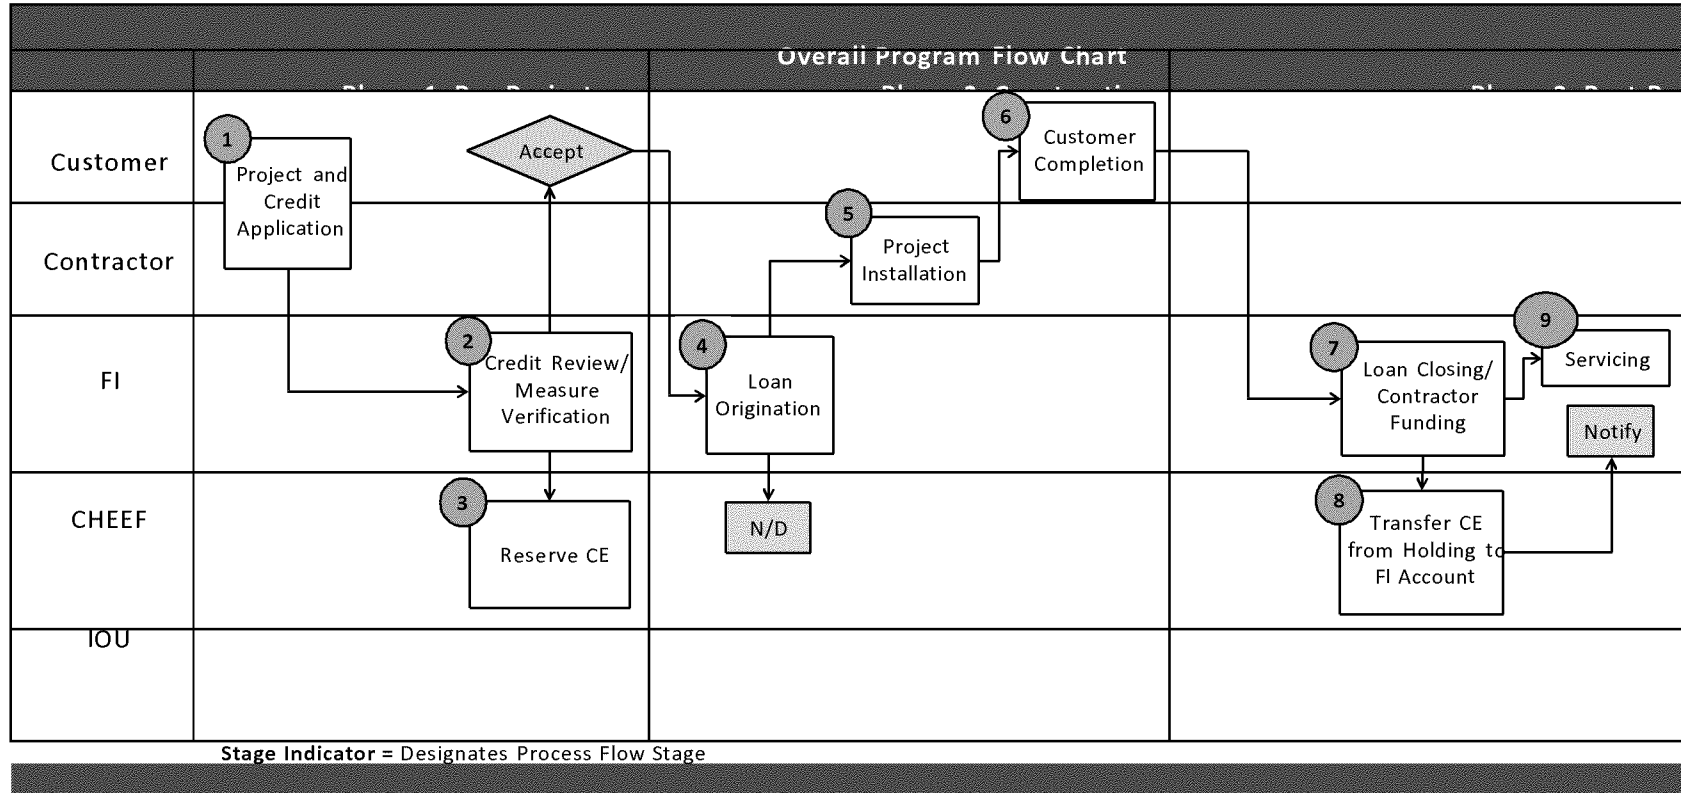 Overall Program Flow Chart
Customer
Contractor
FI
CHEEF
IOU
1
Project and
Credit
Application
Accept
2
Credit Review/
Measure
Verification
3
Reserve CE
4
Loan
Origination
N/D
5
Project
Installation
6
Customer
Completion
7
Loan Closing/
Contractor
Funding
8
Transfer CE
from Holding to
FI Account
9
Servicing
Notify
Stage Indicator = Designates Process Flow Stage